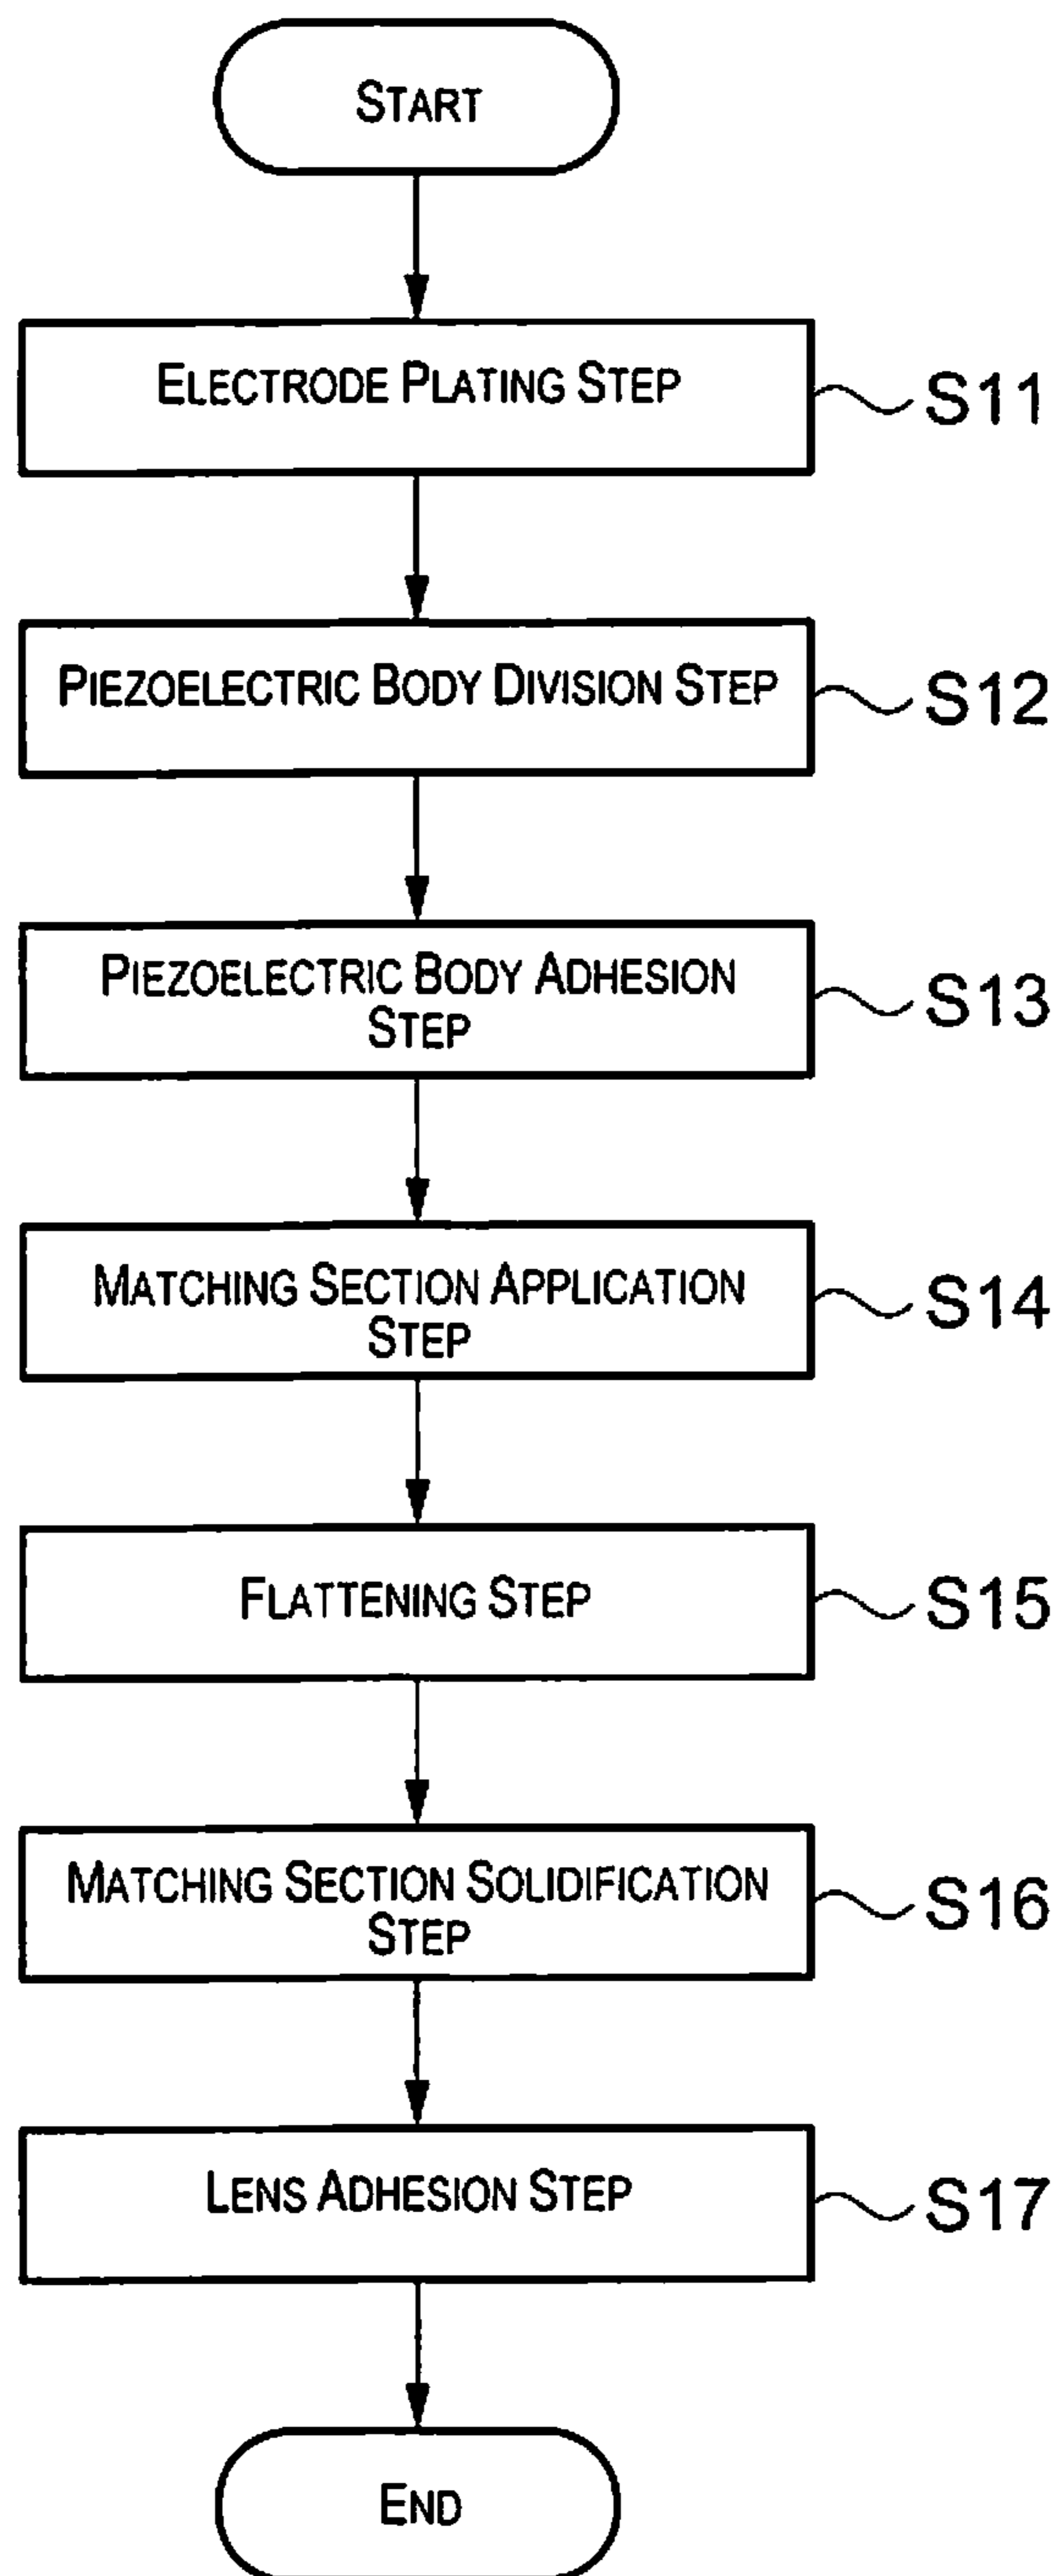 START
ELECTRODE PLATING STEP
S11
PIEZOELECTRIC BODY DIVISION STEP
S12
PIEZOELECTRIC BODY ADHESION
STEP
S13
MATCHING SECTION APPLICATION
STEP
S14
FLATTENING STEP
S15
MATCHING SECTION SOLIDIFICATION
STEP
S16
LENS ADHESION STEP
S17
END